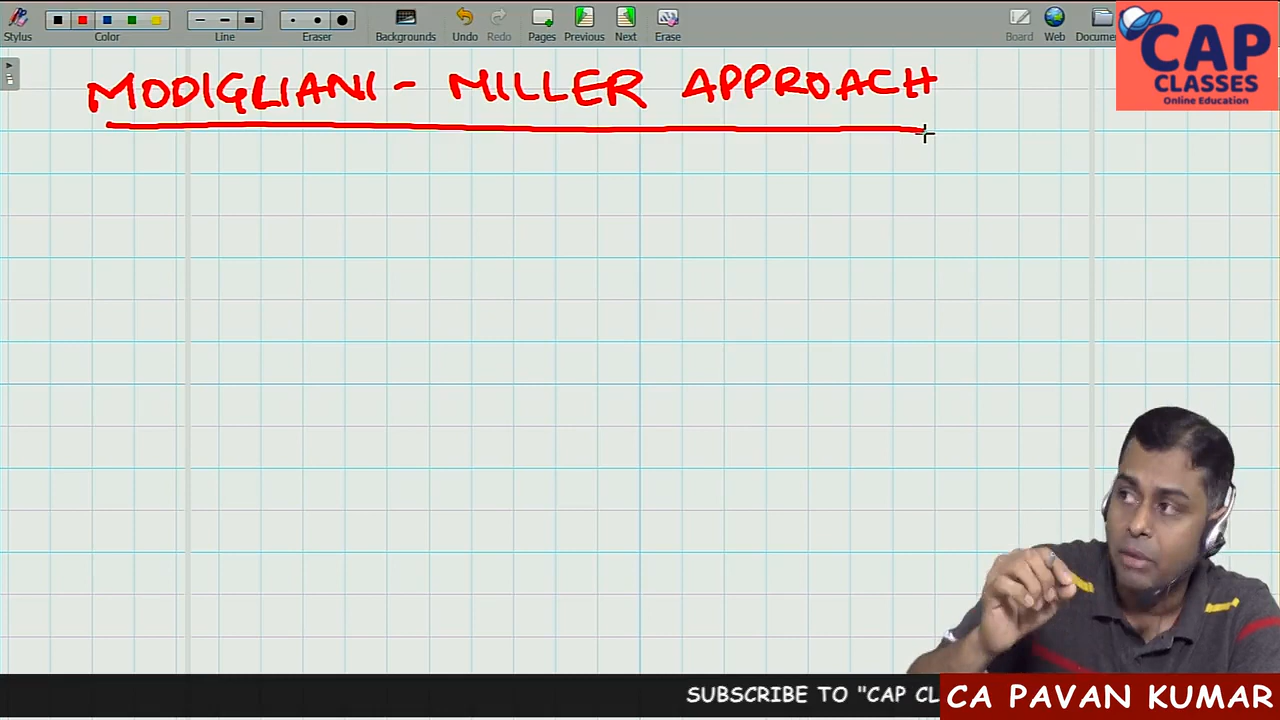 Stylus Color Line Eraser Backgrounds Undo Redo Pages Previous Next Erase Board Web Docume
CAP
CLASSES
Online Education
MODIGLIANI - MILLER APPROACH
SUBSCRIBE TO "CAP CL
CA PAVAN KUMAR